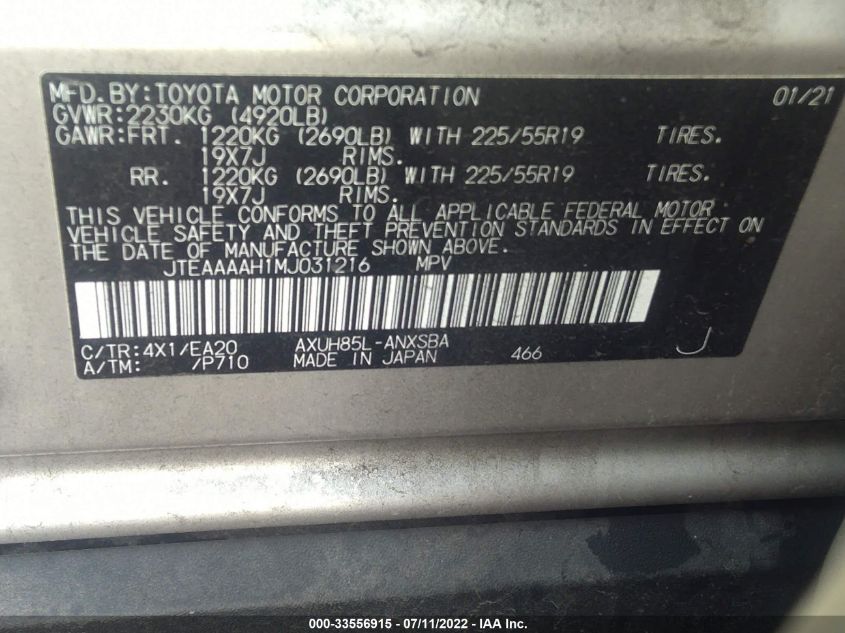 MFD. BY: TOYOTA MOTOR CORPORATION 01/21
GVWR: 2230KG (4920LB)
GAWR: FRT. 1220KG (2690LB) WITH 225/55R19 TIRES.
19X7J RIMS.
RR. 1220KG (2690LB) WITH 225/55R19 TIRES.
19X7J RIMS.
THIS VEHICLE CONFORMS TO ALL APPLICABLE FEDERAL MOTOR
VEHICLE SAFETY AND THEFT PREVENTION STANDARDS IN EFFECT ON
THE DATE OF MANUFACTURE SHOWN ABOVE.
JTEAAAAH1MJ031216 MPV
C/TR: 4X1/EA20 AXUH85L-ANXSBA
A/TM: /P710 MADE IN JAPAN 466 J
000-33556915 - 07/11/2022 - IAA Inc.